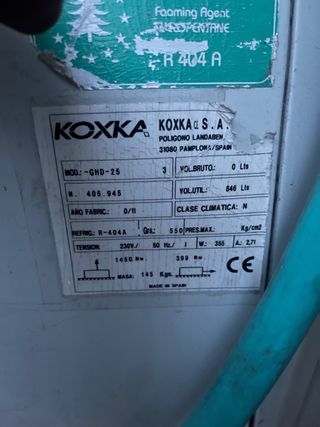 Foaming Agent
R 404 A
KOXKA KOXKA S.A.
POLIGONO LANDABEN,
31080 PAMPLONA/SPAIN
MOD.: -GHD-25 3 VOL.BRUTO.: 0 Lts
N. 405.945 VOL.UTIL.: 846 Lts
AÑO FABRIC.: 0/11 CLASE CLIMATICA: N
REFRIG: R-404A Grs.: 550 PRES.MAX.: Kg/cm2
TENSION: 230V./ 50 Hz./ I W.: 355 A.: 2,71
1450 Nw. 399 Nw. CE
MASA: 145 Kgs.
MADE IN SPAIN